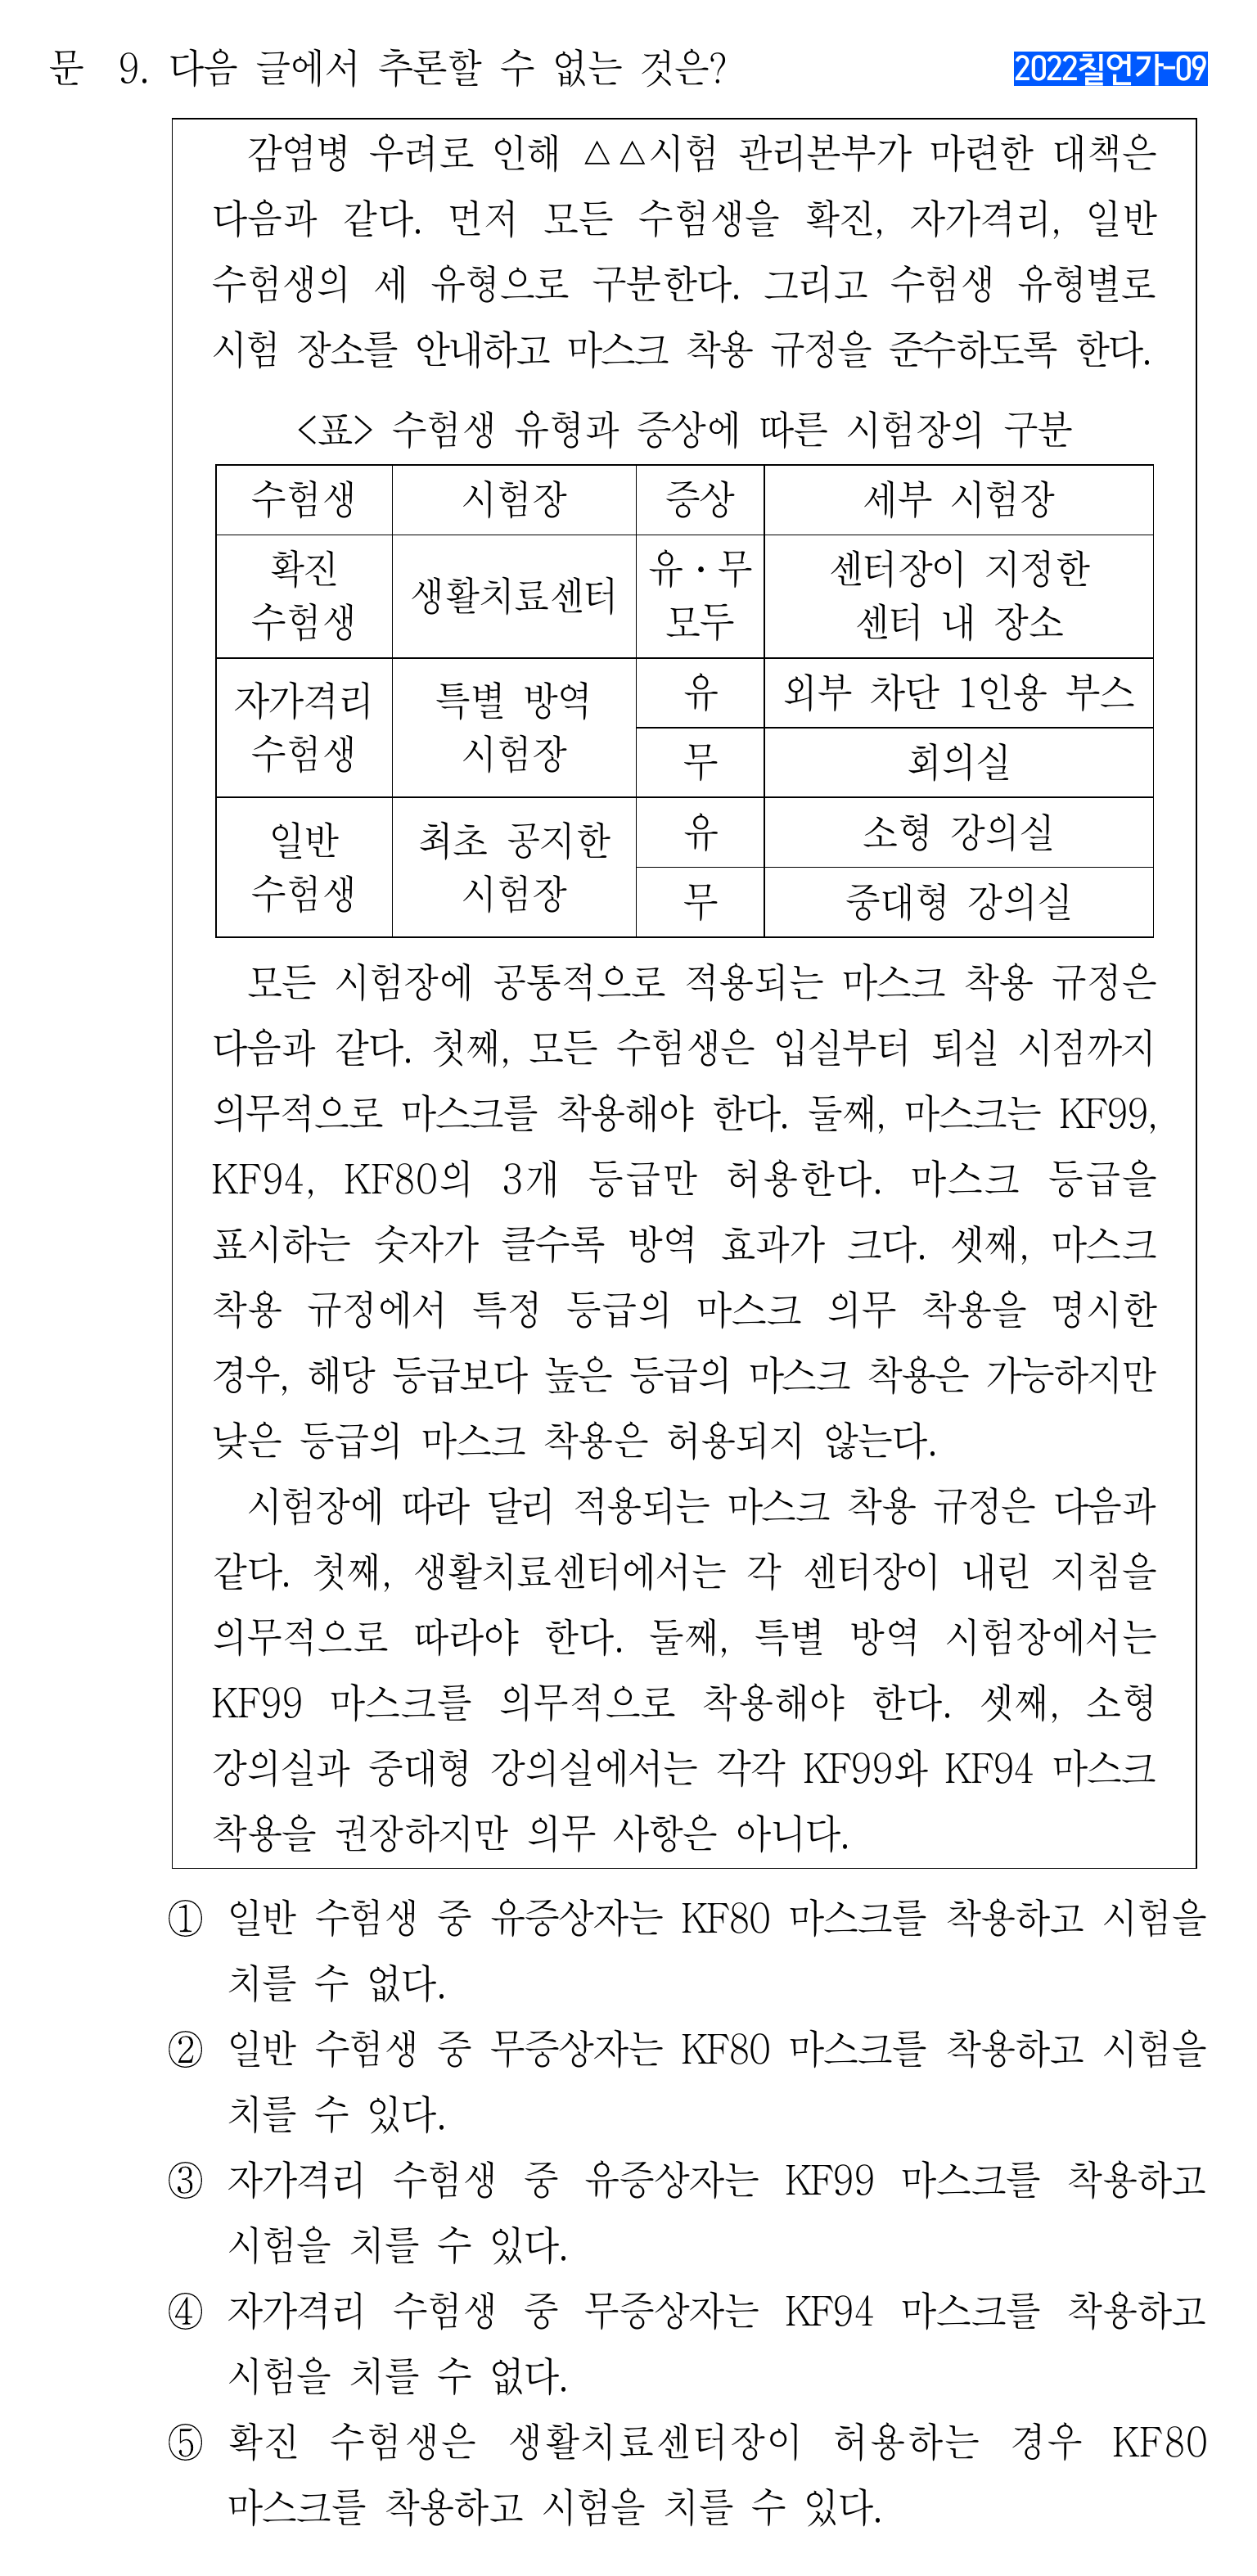 문 9. 다음 글에서 추론할 수 없는 것은?
2022칠언가-09
감염병 우려로 인해 △△시험 관리본부가 마련한 대책은
다음과 같다. 먼저 모든 수험생을 확진, 자가격리, 일반
수험생의 세 유형으로 구분한다. 그리고 수험생 유형별로
시험 장소를 안내하고 마스크 착용 규정을 준수하도록 한다.
<표> 수험생 유형과 증상에 따른 시험장의 구분
수험생 시험장 증상 세부 시험장
확진
수험생
생활치료센터
유·무
모두
센터장이 지정한
센터 내 장소
자가격리
수험생
특별 방역
시험장
유 외부 차단 1인용 부스
무 회의실
일반
수험생
최초 공지한
시험장
유 소형 강의실
무 중대형 강의실
모든 시험장에 공통적으로 적용되는 마스크 착용 규정은
다음과 같다. 첫째, 모든 수험생은 입실부터 퇴실 시점까지
의무적으로 마스크를 착용해야 한다. 둘째, 마스크는 KF99,
KF94, KF80의 3개 등급만 허용한다. 마스크 등급을
표시하는 숫자가 클수록 방역 효과가 크다. 셋째, 마스크
착용 규정에서 특정 등급의 마스크 의무 착용을 명시한
경우, 해당 등급보다 높은 등급의 마스크 착용은 가능하지만
낮은 등급의 마스크 착용은 허용되지 않는다.
시험장에 따라 달리 적용되는 마스크 착용 규정은 다음과
같다. 첫째, 생활치료센터에서는 각 센터장이 내린 지침을
의무적으로 따라야 한다. 둘째, 특별 방역 시험장에서는
KF99 마스크를 의무적으로 착용해야 한다. 셋째, 소형
강의실과 중대형 강의실에서는 각각 KF99와 KF94 마스크
착용을 권장하지만 의무 사항은 아니다.
① 일반 수험생 중 유증상자는 KF80 마스크를 착용하고 시험을
치를 수 없다.
② 일반 수험생 중 무증상자는 KF80 마스크를 착용하고 시험을
치를 수 있다.
③ 자가격리 수험생 중 유증상자는 KF99 마스크를 착용하고
시험을 치를 수 있다.
④ 자가격리 수험생 중 무증상자는 KF94 마스크를 착용하고
시험을 치를 수 없다.
⑤ 확진 수험생은 생활치료센터장이 허용하는 경우 KF80
마스크를 착용하고 시험을 치를 수 있다.